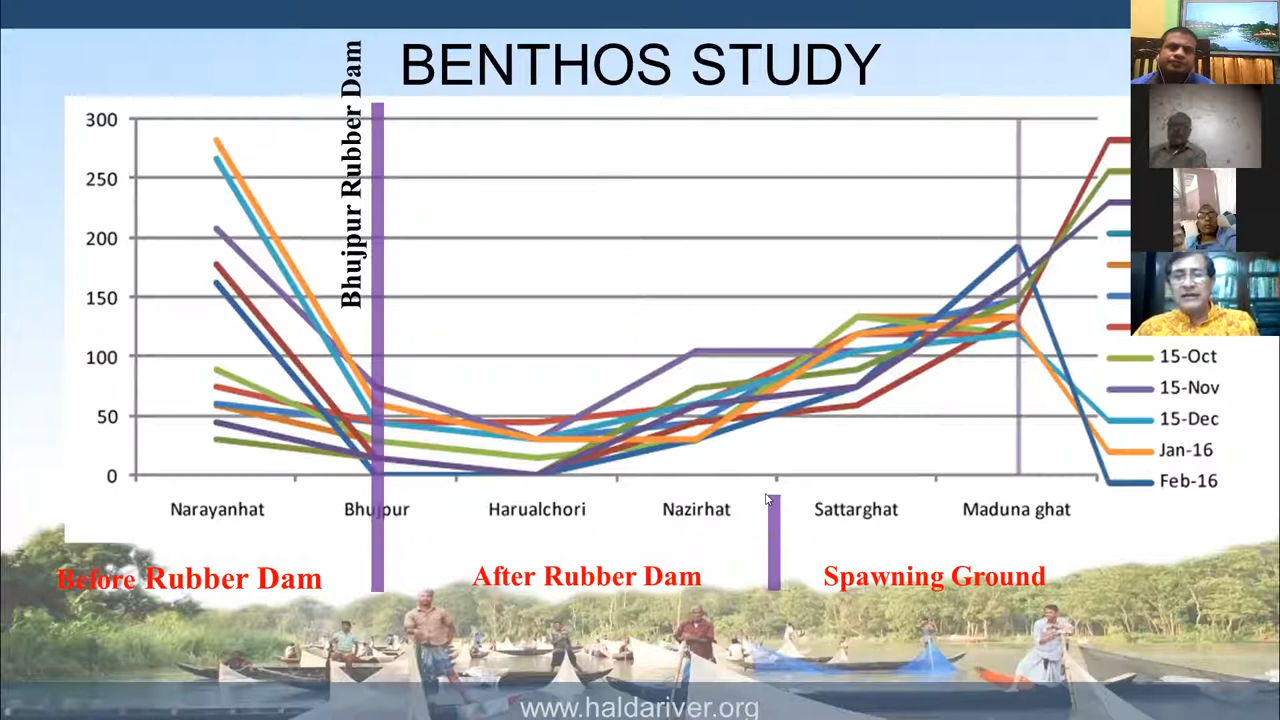 BENTHOS STUDY
Bhujpur Rubber Dam
300
250
200
150
100
50
0
Narayanhat Bhujpur Harualchori Nazirhat Sattarghat Maduna ghat
15-Oct
15-Nov
15-Dec
Jan-16
Feb-16
Before Rubber Dam After Rubber Dam Spawning Ground
www.haldariver.org